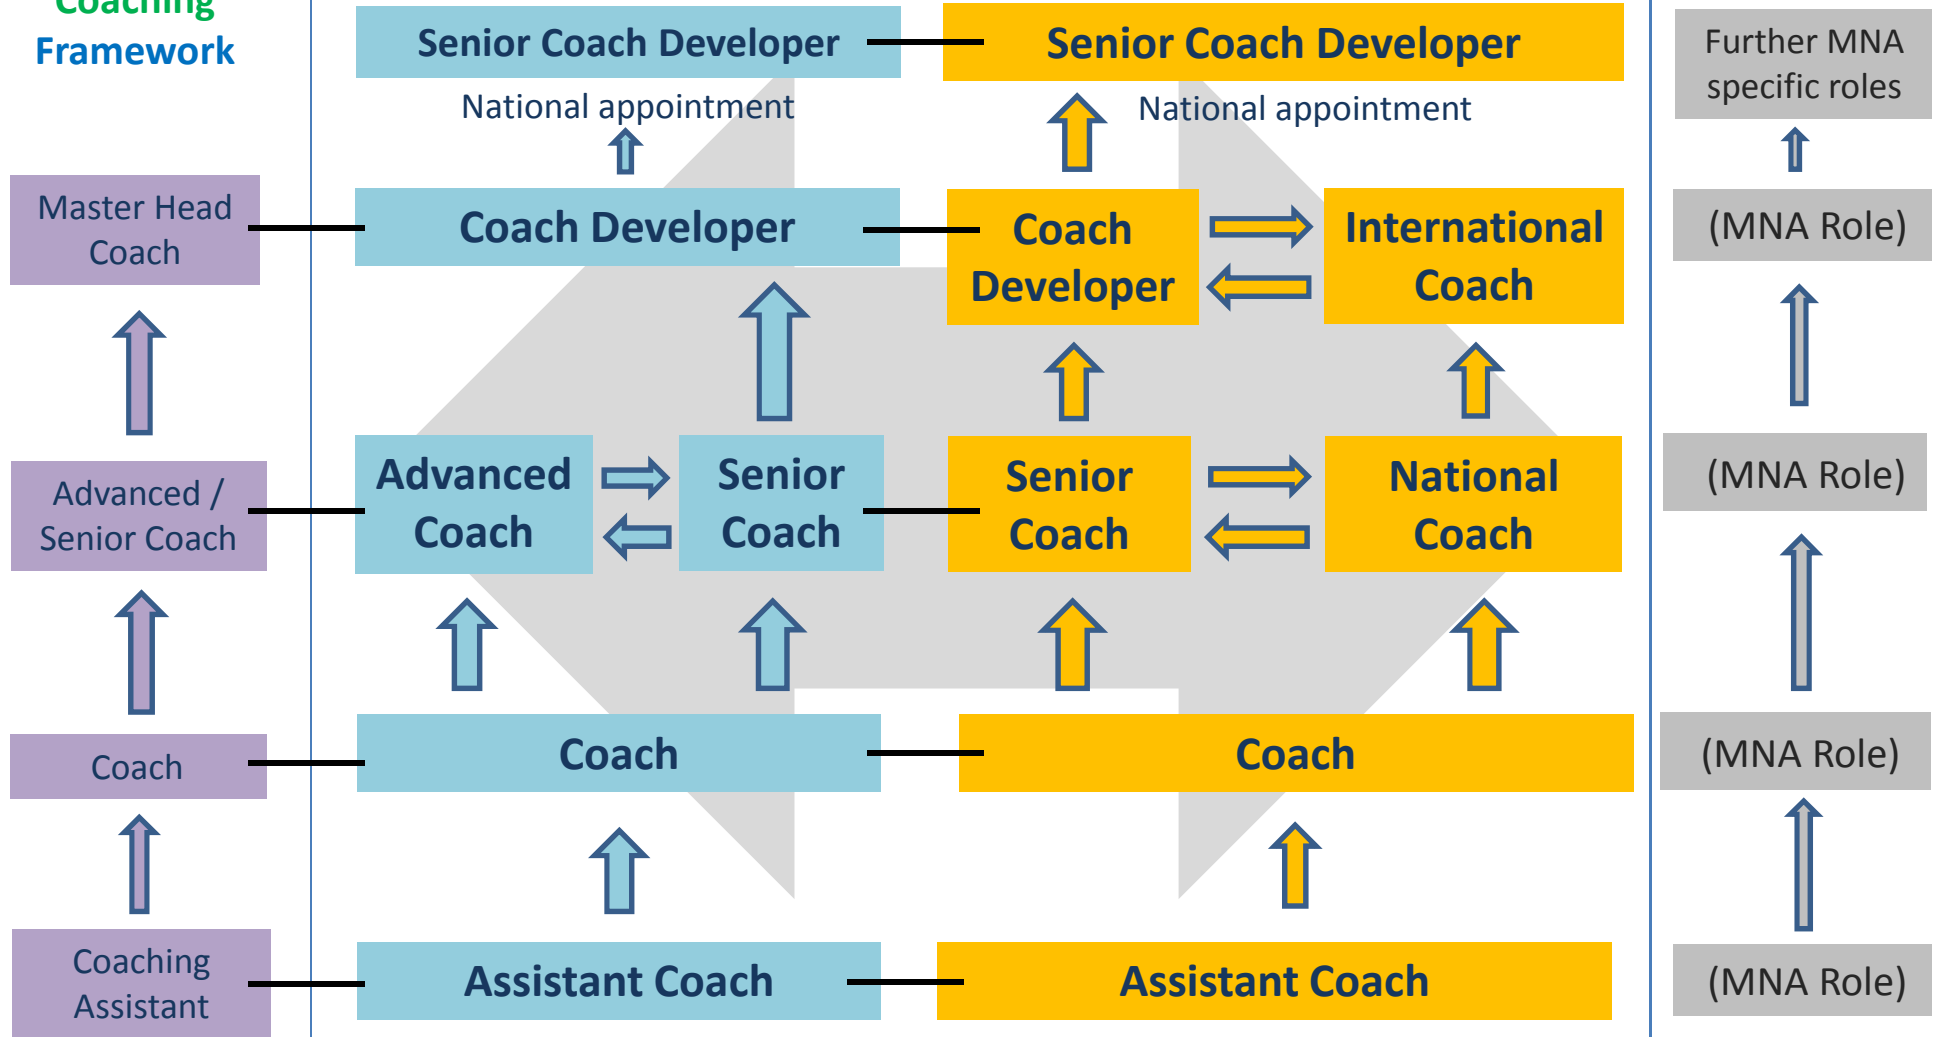 Coaching
Framework
Senior Coach Developer
Senior Coach Developer
Further MNA
specific roles
National appointment
National appointment
Master Head
Coach
Coach Developer
Coach
Developer
International
Coach
(MNA Role)
Advanced /
Senior Coach
Advanced
Coach
Senior
Coach
Senior
Coach
National
Coach
(MNA Role)
Coach
Coach
Coach
(MNA Role)
Coaching
Assistant
Assistant Coach
Assistant Coach
(MNA Role)